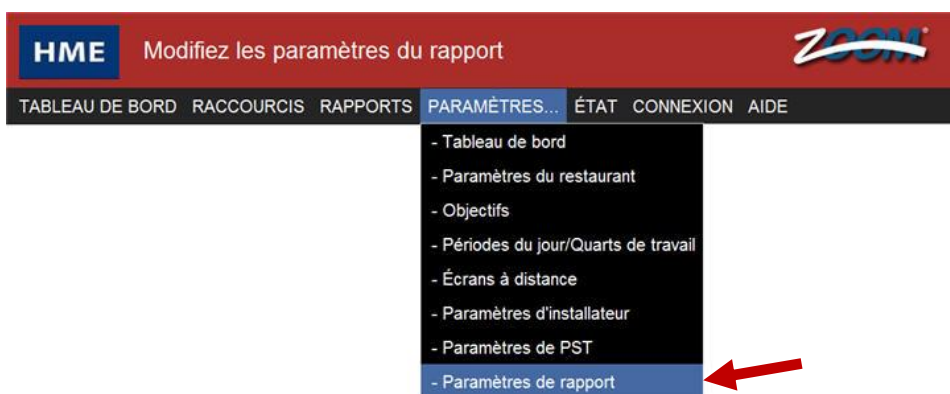 HME Modifiez les paramètres du rapport ZOOM
TABLEAU DE BORD RACCOURCIS RAPPORTS PARAMÈTRES... ÉTAT CONNEXION AIDE
- Tableau de bord
- Paramètres du restaurant
- Objectifs
- Périodes du jour/Quarts de travail
- Écrans à distance
- Paramètres d'installateur
- Paramètres de PST
- Paramètres de rapport